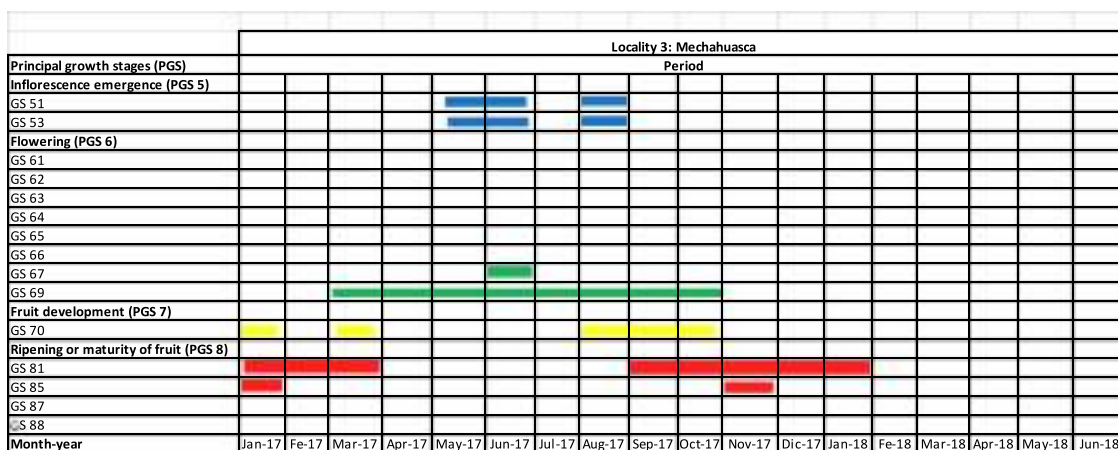 Locality 3: Mechahuasca
Principal growth stages (PGS) Period
Inflorescence emergence (PGS 5)
GS 51
GS 53
Flowering (PGS 6)
GS 61
GS 62
GS 63
GS 64
GS 65
GS 66
GS 67
GS 69
Fruit development (PGS 7)
GS 70
Ripening or maturity of fruit (PGS 8)
GS 81
GS 85
GS 87
GS 88
Month-year Jan-17 Fe-17 Mar-17 Apr-17 May-17 Jun-17 Jul-17 Aug-17 Sep-17 Oct-17 Nov-17 Dic-17 Jan-18 Fe-18 Mar-18 Apr-18 May-18 Jun-18